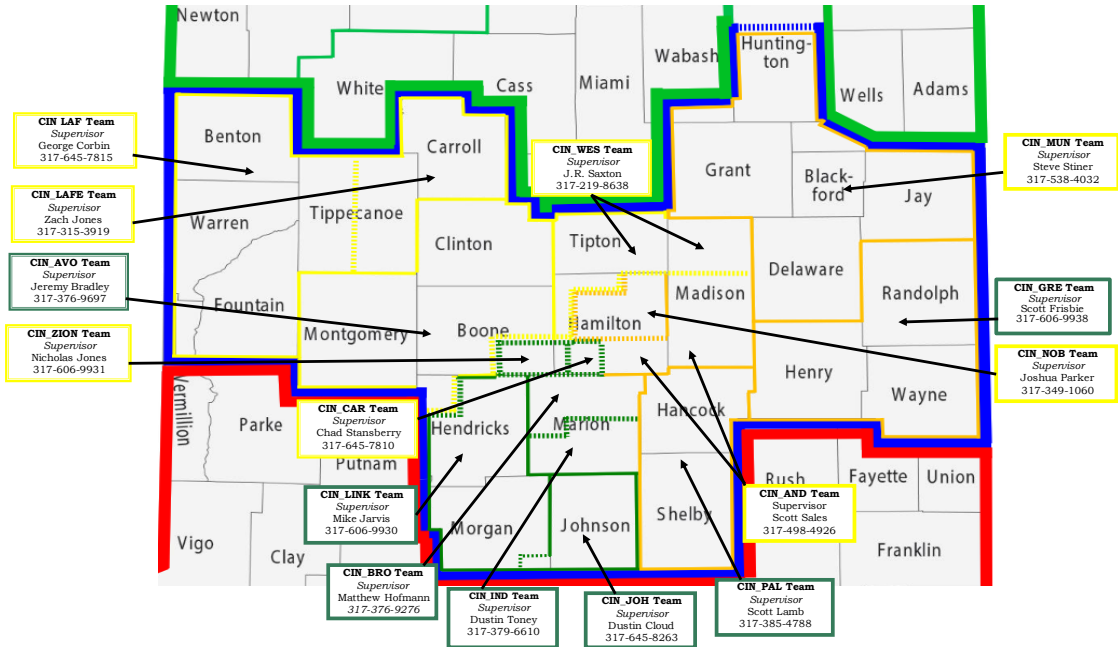 Newton
White
Cass
Miami
Wabash
Hunting-
ton
Wells
Adams
CIN LAF Team
Supervisor
George Corbin
317-645-7815
Benton
Carroll
CIN_WES Team
Supervisor
J.R. Saxton
317-219-8638
Grant
Black-
ford
Jay
CIN_MUN Team
Supervisor
Steve Stiner
317-538-4032
CIN_LAFE Team
Supervisor
Zach Jones
317-315-3919
Warren
Tippecanoe
Clinton
Tipton
Delaware
CIN_AVO Team
Supervisor
Jeremy Bradley
317-376-9697
Fountain
Montgomery
Boone
Hamilton
Madison
Randolph
CIN_GRE Team
Supervisor
Scott Frisbie
317-606-9938
CIN_ZION Team
Supervisor
Nicholas Jones
317-606-9931
Henry
Wayne
CIN_NOB Team
Supervisor
Joshua Parker
317-349-1060
Vermillion
Parke
Putnam
CIN_CAR Team
Supervisor
Chad Stansberry
317-645-7810
Hendricks
Marion
Hancock
Rush
Fayette
Union
CIN_LINK Team
Supervisor
Mike Jarvis
317-606-9930
CIN_AND Team
Supervisor
Scott Sales
317-498-4926
Vigo
Clay
Morgan
Johnson
Shelby
Franklin
CIN_BRO Team
Supervisor
Matthew Hofmann
317-376-9276
CIN_IND Team
Supervisor
Dustin Toney
317-379-6610
CIN_JOH Team
Supervisor
Dustin Cloud
317-645-8263
CIN_PAL Team
Supervisor
Scott Lamb
317-385-4788